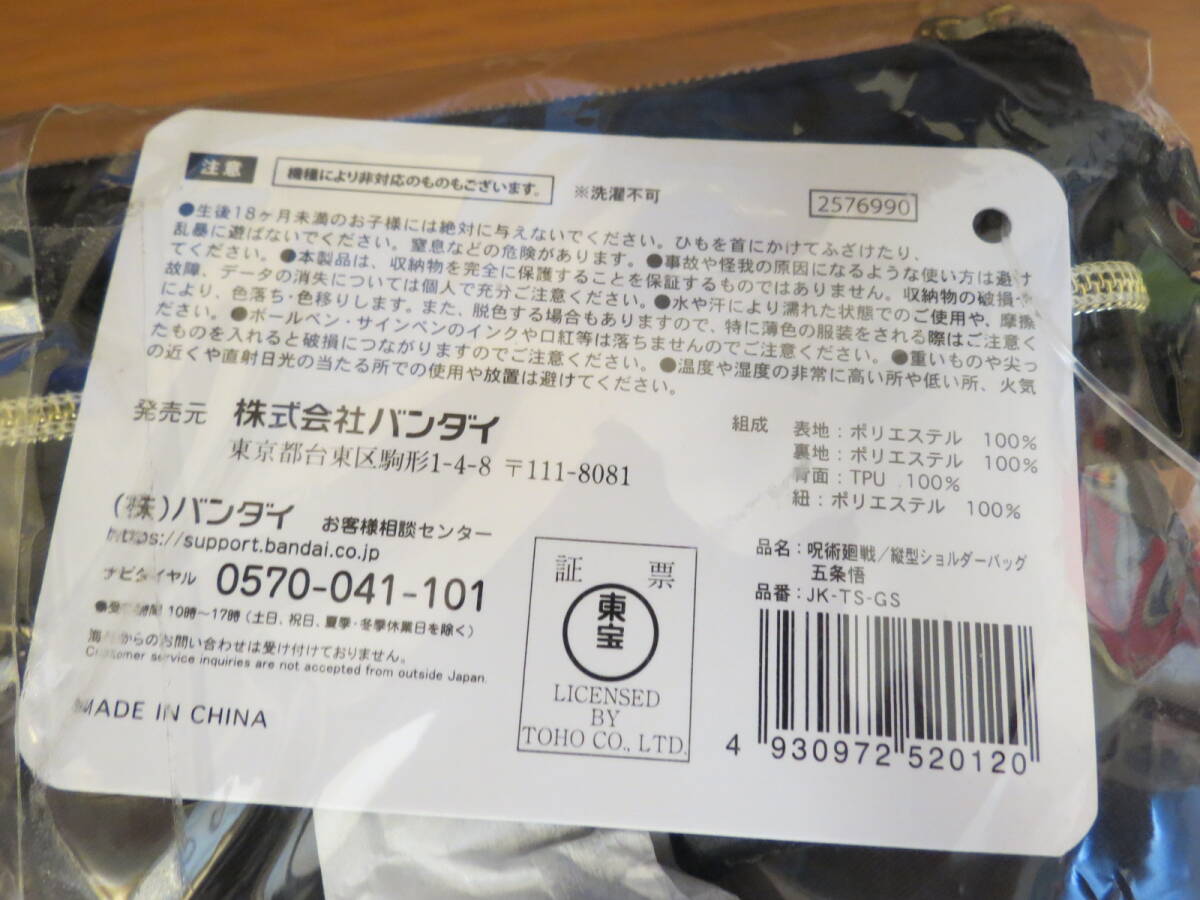 注意 機種により非対応のものもございます。 ※洗濯不可 2576990
●生後18ヶ月未満のお子様には絶対に与えないでください。ひもを首にかけてふざけたり、
乱暴に遊ばないでください。窒息などの危険があります。●事故や怪我の原因になるような使い方は避け
てください。●本製品は、収納物を完全に保護することを保証するものではありません。収納物の破損・
故障、データの消失については個人で充分ご注意ください。●水や汗により濡れた状態でのご使用や、摩擦
により、色落ち・色移りします。また、脱色する場合もありますので、特に薄色の服装をされる際はご注意く
ださい。●ボールペン・サインペンのインクや口紅等は落ちませんのでご注意ください。●重いものや尖っ
たものを入れると破損につながりますのでご注意ください。●温度や湿度の非常に高い所や低い所、火気
の近くや直射日光の当たる所での使用や放置は避けてください。
発売元 株式会社バンダイ
東京都台東区駒形1-4-8 〒111-8081
(株)バンダイ お客様相談センター
https://support.bandai.co.jp
ナビダイヤル 0570-041-101
●受付時間 10時〜17時(土日、祝日、夏季・冬季休業日を除く)
海外からのお問い合わせは受け付けておりません。
Customer service inquiries are not accepted from outside Japan.
MADE IN CHINA
組成 表地:ポリエステル 100%
裏地:ポリエステル 100%
背面:TPU 100%
紐:ポリエステル 100%
証 票
東宝
LICENSED
BY
TOHO CO., LTD.
品名:呪術廻戦/縦型ショルダーバッグ
五条悟
品番:JK-TS-GS
4 930972 520120